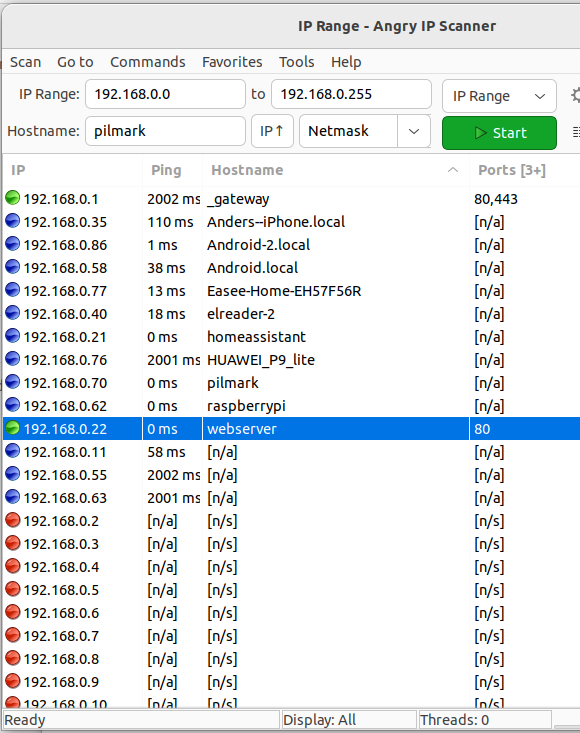 IP Range - Angry IP Scanner
Scan Go to Commands Favorites Tools Help
IP Range: 192.168.0.0 to 192.168.0.255 IP Range
Hostname: pilmark IP↑ Netmask Start
IP Ping Hostname Ports [3+]
192.168.0.1 2002 ms _gateway 80,443
192.168.0.35 110 ms Anders--iPhone.local [n/a]
192.168.0.86 1 ms Android-2.local [n/a]
192.168.0.58 38 ms Android.local [n/a]
192.168.0.77 13 ms Easee-Home-EH57F56R [n/a]
192.168.0.40 18 ms elreader-2 [n/a]
192.168.0.21 0 ms homeassistant [n/a]
192.168.0.76 2001 ms HUAWEI_P9_lite [n/a]
192.168.0.70 0 ms pilmark [n/a]
192.168.0.62 0 ms raspberrypi [n/a]
192.168.0.22 0 ms webserver 80
192.168.0.11 58 ms [n/a] [n/a]
192.168.0.55 2002 ms [n/a] [n/a]
192.168.0.63 2001 ms [n/a] [n/a]
192.168.0.2 [n/a] [n/s] [n/s]
192.168.0.3 [n/a] [n/s] [n/s]
192.168.0.4 [n/a] [n/s] [n/s]
192.168.0.5 [n/a] [n/s] [n/s]
192.168.0.6 [n/a] [n/s] [n/s]
192.168.0.7 [n/a] [n/s] [n/s]
192.168.0.8 [n/a] [n/s] [n/s]
192.168.0.9 [n/a] [n/s] [n/s]
192.168.0.10 [n/a] [n/s] [n/s]
Ready Display: All Threads: 0